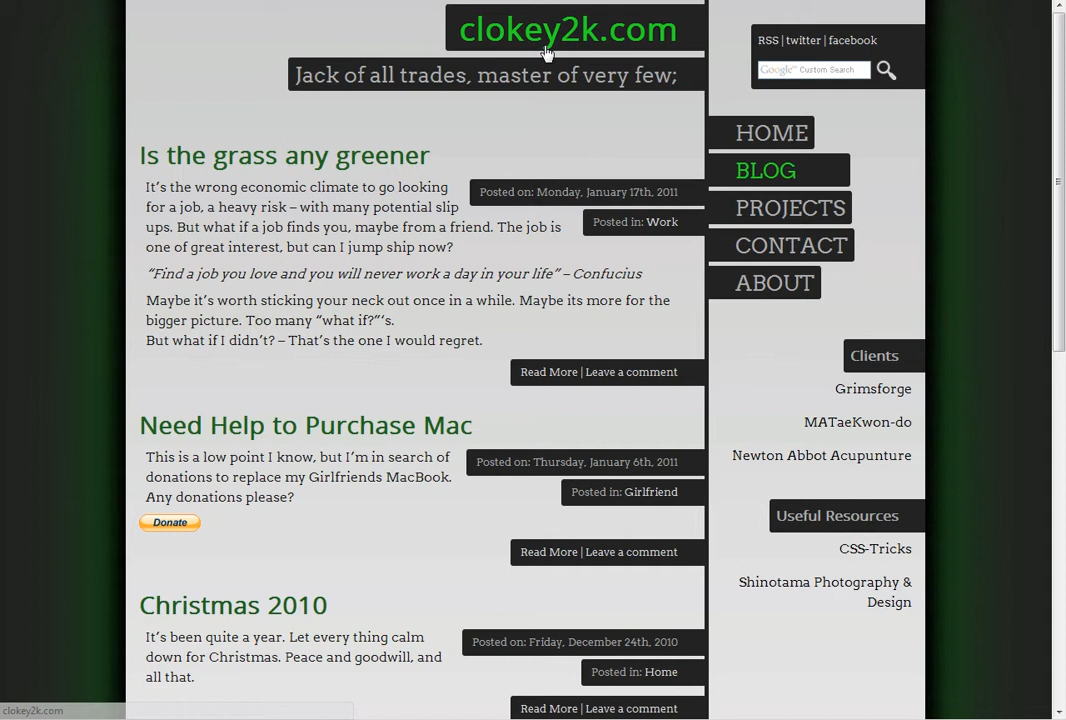 clokey2k.com
Jack of all trades, master of very few;
RSS | twitter | facebook
Google™ Custom Search
HOME
BLOG
PROJECTS
CONTACT
ABOUT
Is the grass any greener
Posted on: Monday, January 17th, 2011
Posted in: Work
It's the wrong economic climate to go looking
for a job, a heavy risk – with many potential slip
ups. But what if a job finds you, maybe from a friend. The job is
one of great interest, but can I jump ship now?
“Find a job you love and you will never work a day in your life” – Confucius
Maybe it's worth sticking your neck out once in a while. Maybe its more for the
bigger picture. Too many “what if?”‘s.
But what if I didn't? – That's the one I would regret.
Read More | Leave a comment
Need Help to Purchase Mac
Posted on: Thursday, January 6th, 2011
Posted in: Girlfriend
This is a low point I know, but I'm in search of
donations to replace my Girlfriends MacBook.
Any donations please?
Donate
Read More | Leave a comment
Christmas 2010
Posted on: Friday, December 24th, 2010
Posted in: Home
It's been quite a year. Let every thing calm
down for Christmas. Peace and goodwill, and
all that.
Read More | Leave a comment
Clients
Grimsforge
MATaeKwon-do
Newton Abbot Acupunture
Useful Resources
CSS-Tricks
Shinotama Photography &
Design
clokey2k.com